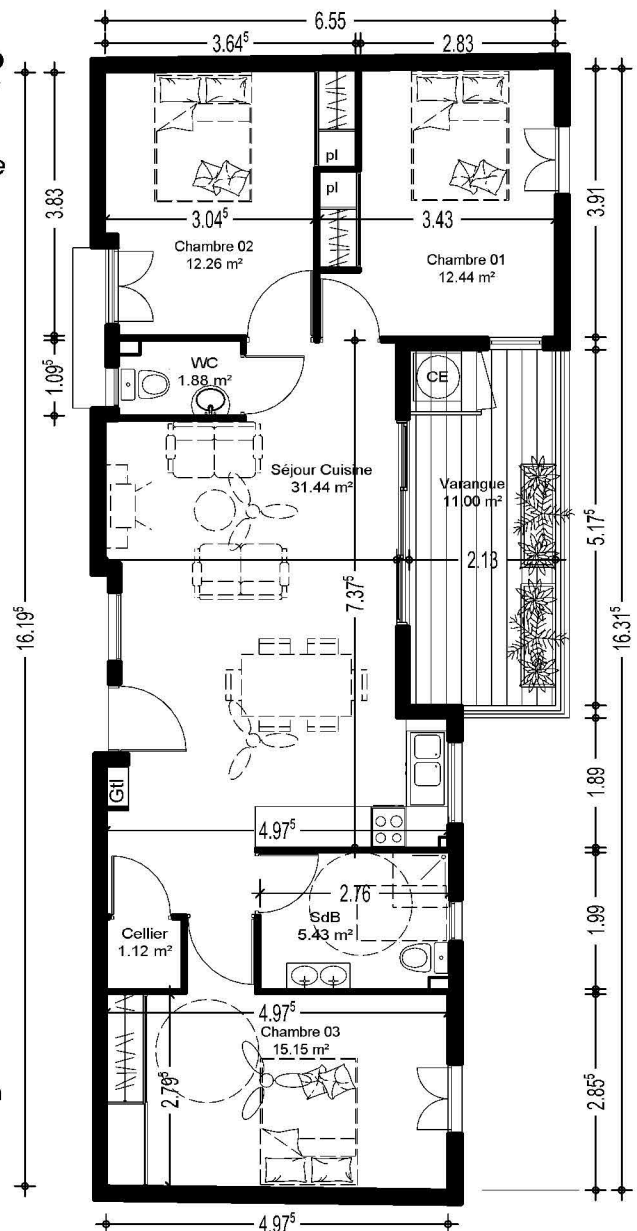 6.55
3.64⁵
2.83
3.83
3.91
pl
pl
3.04⁵
3.43
Chambre 02
12.26 m²
Chambre 01
12.44 m²
1.09⁵
WC
1.88 m²
CE
Séjour Cuisine
31.44 m²
Varangue
11.00 m²
5.17⁵
2.13
7.37⁵
16.19⁵
16.31⁵
Gtl
1.89
4.97⁵
2.76
SdB
5.43 m²
1.99
Cellier
1.12 m²
4.97⁵
Chambre 03
15.15 m²
2.79⁵
2.85⁵
4.97⁵